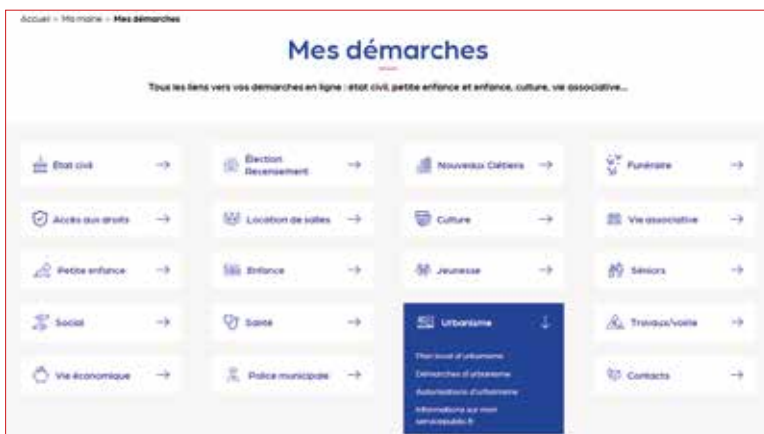 Accueil > Ma mairie > Mes démarches
Mes démarches
Tous les liens vers vos démarches en ligne : état civil, petite enfance et enfance, culture, vie associative...
État civil
Élection
Recensement
Nouveaux Cléttiens
Funéraire
Accès aux droits
Location de salles
Culture
Vie associative
Petite enfance
Enfance
Jeunesse
Séniors
Social
Santé
Urbanisme
Travaux/voirie
Plan local d'urbanisme
Démarches d'urbanisme
Autorisations d'urbanisme
Informations sur mon
servicepublic.fr
Vie économique
Police municipale
Contacts